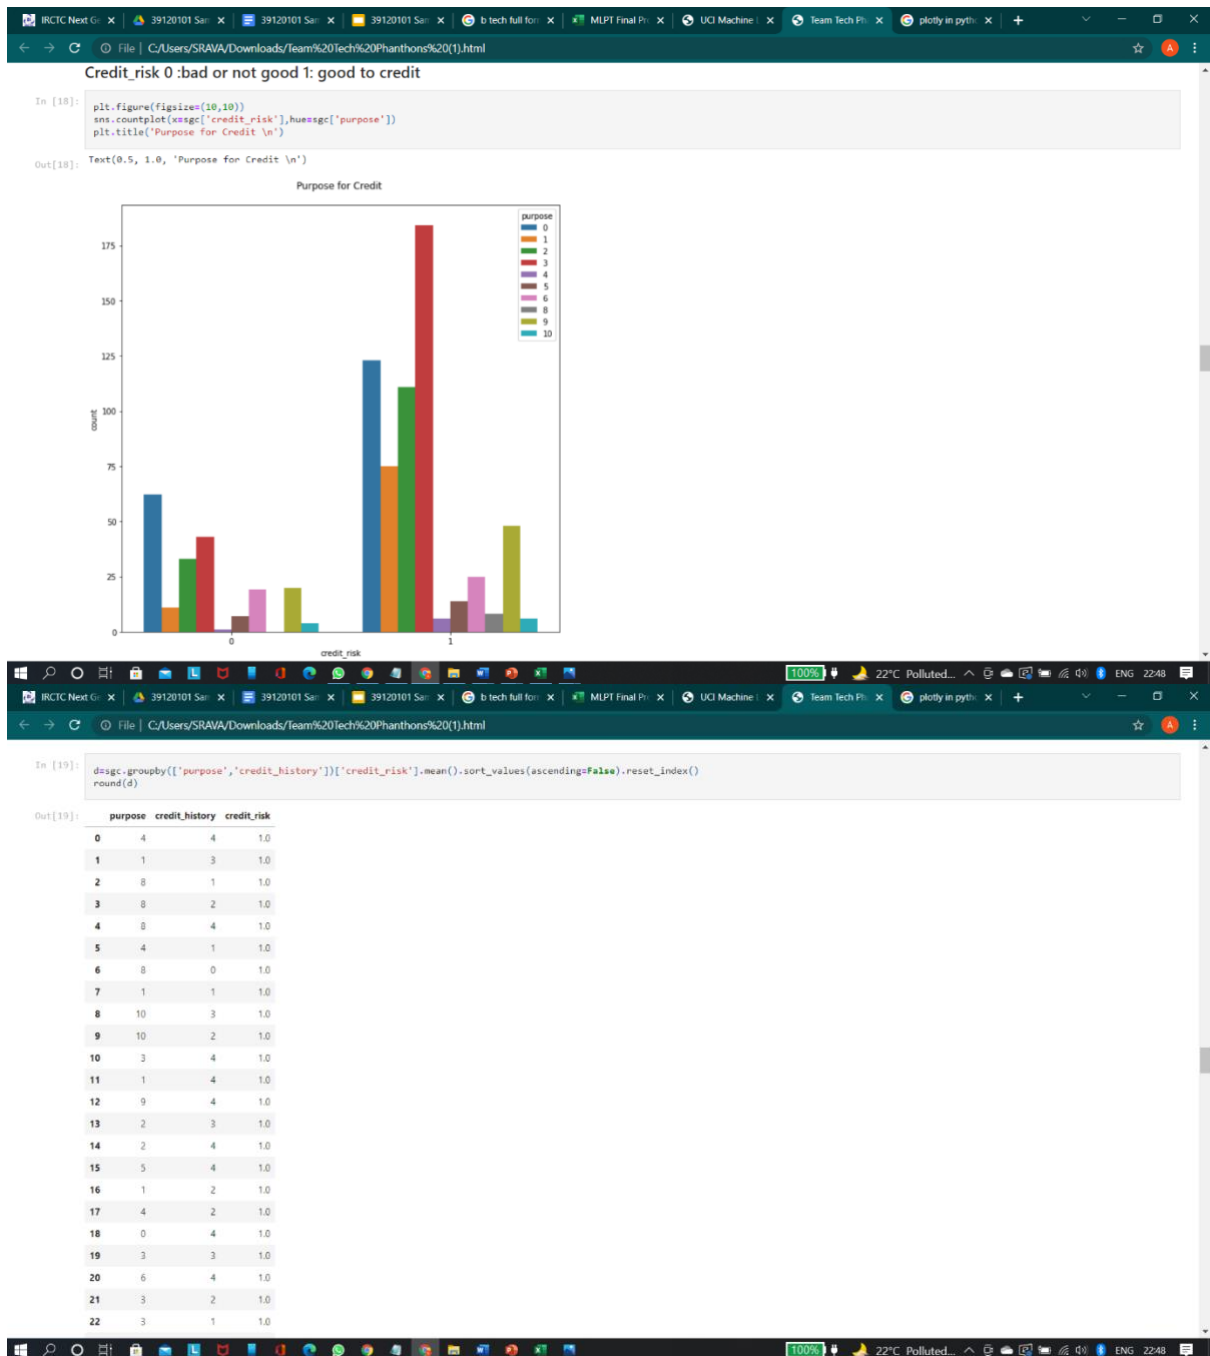 IRCTC Next Ge
39120101 San
39120101 San
39120101 San
b tech full for
MLPT Final Pr
UCI Machine L
Team Tech Ph
plotly in pytho
File | C:/Users/SRAVA/Downloads/Team%20Tech%20Phanthons%20(1).html
Credit_risk 0 :bad or not good 1: good to credit
In [18]:
plt.figure(figsize=(10,10))
sns.countplot(x=sgc['credit_risk'],hue=sgc['purpose'])
plt.title('Purpose for Credit \n')
Out[18]: Text(0.5, 1.0, 'Purpose for Credit \n')
Purpose for Credit
purpose
0
1
2
3
4
5
6
8
9
10
175
150
125
100
75
50
25
0
count
0 1
credit_risk
100% 22°C Polluted... ENG 22:48
IRCTC Next Ge
39120101 San
39120101 San
39120101 San
b tech full for
MLPT Final Pr
UCI Machine L
Team Tech Ph
plotly in pytho
File | C:/Users/SRAVA/Downloads/Team%20Tech%20Phanthons%20(1).html
In [19]:
d=sgc.groupby(['purpose','credit_history'])['credit_risk'].mean().sort_values(ascending=False).reset_index()
round(d)
Out[19]:
purpose credit_history credit_risk
0 4 4 1.0
1 1 3 1.0
2 8 1 1.0
3 8 2 1.0
4 8 4 1.0
5 4 1 1.0
6 8 0 1.0
7 1 1 1.0
8 10 3 1.0
9 10 2 1.0
10 3 4 1.0
11 1 4 1.0
12 9 4 1.0
13 2 3 1.0
14 2 4 1.0
15 5 4 1.0
16 1 2 1.0
17 4 2 1.0
18 0 4 1.0
19 3 3 1.0
20 6 4 1.0
21 3 2 1.0
22 3 1 1.0
100% 22°C Polluted... ENG 22:48